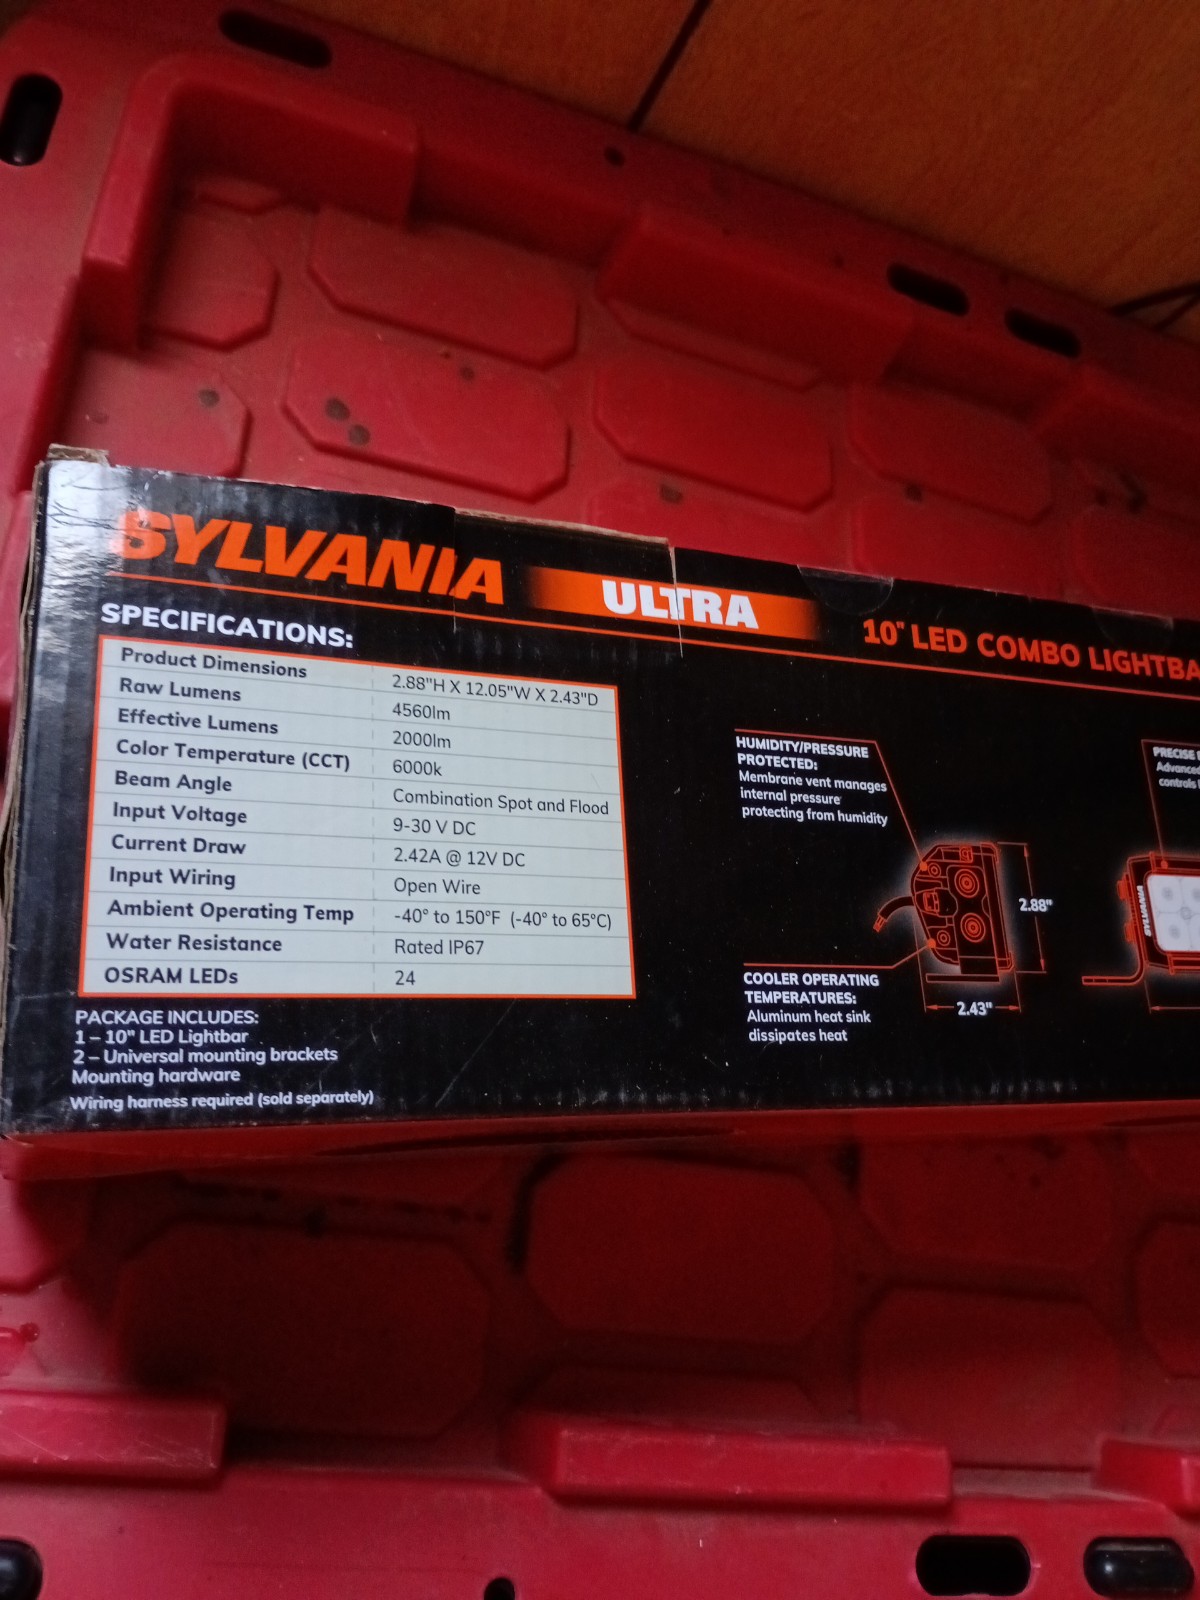 SYLVANIA ULTRA
10" LED COMBO
SPECIFICATIONS:
Product Dimensions 2.88"H X 12.05"W X 2.43"D
Raw Lumens 4560lm
Effective Lumens 2000lm
Color Temperature (CCT) 6000k
Beam Angle Combination Spot and Flood
Input Voltage 9-30 V DC
Current Draw 2.42A @ 12V DC
Input Wiring Open Wire
Ambient Operating Temp -40° to 150°F (-40° to 65°C)
Water Resistance Rated IP67
OSRAM LEDs 24
PACKAGE INCLUDES:
1 – 10" LED Lightbar
2 – Universal mounting brackets
Mounting hardware
Wiring harness required (sold separately)
HUMIDITY/PRESSURE
PROTECTED:
Membrane vent manages
internal pressure
protecting from humidity
2.88"
2.43"
COOLER OPERATING
TEMPERATURES:
Aluminum heat sink
dissipates heat
PRECISE
Advanced
controls
SYLVANIA